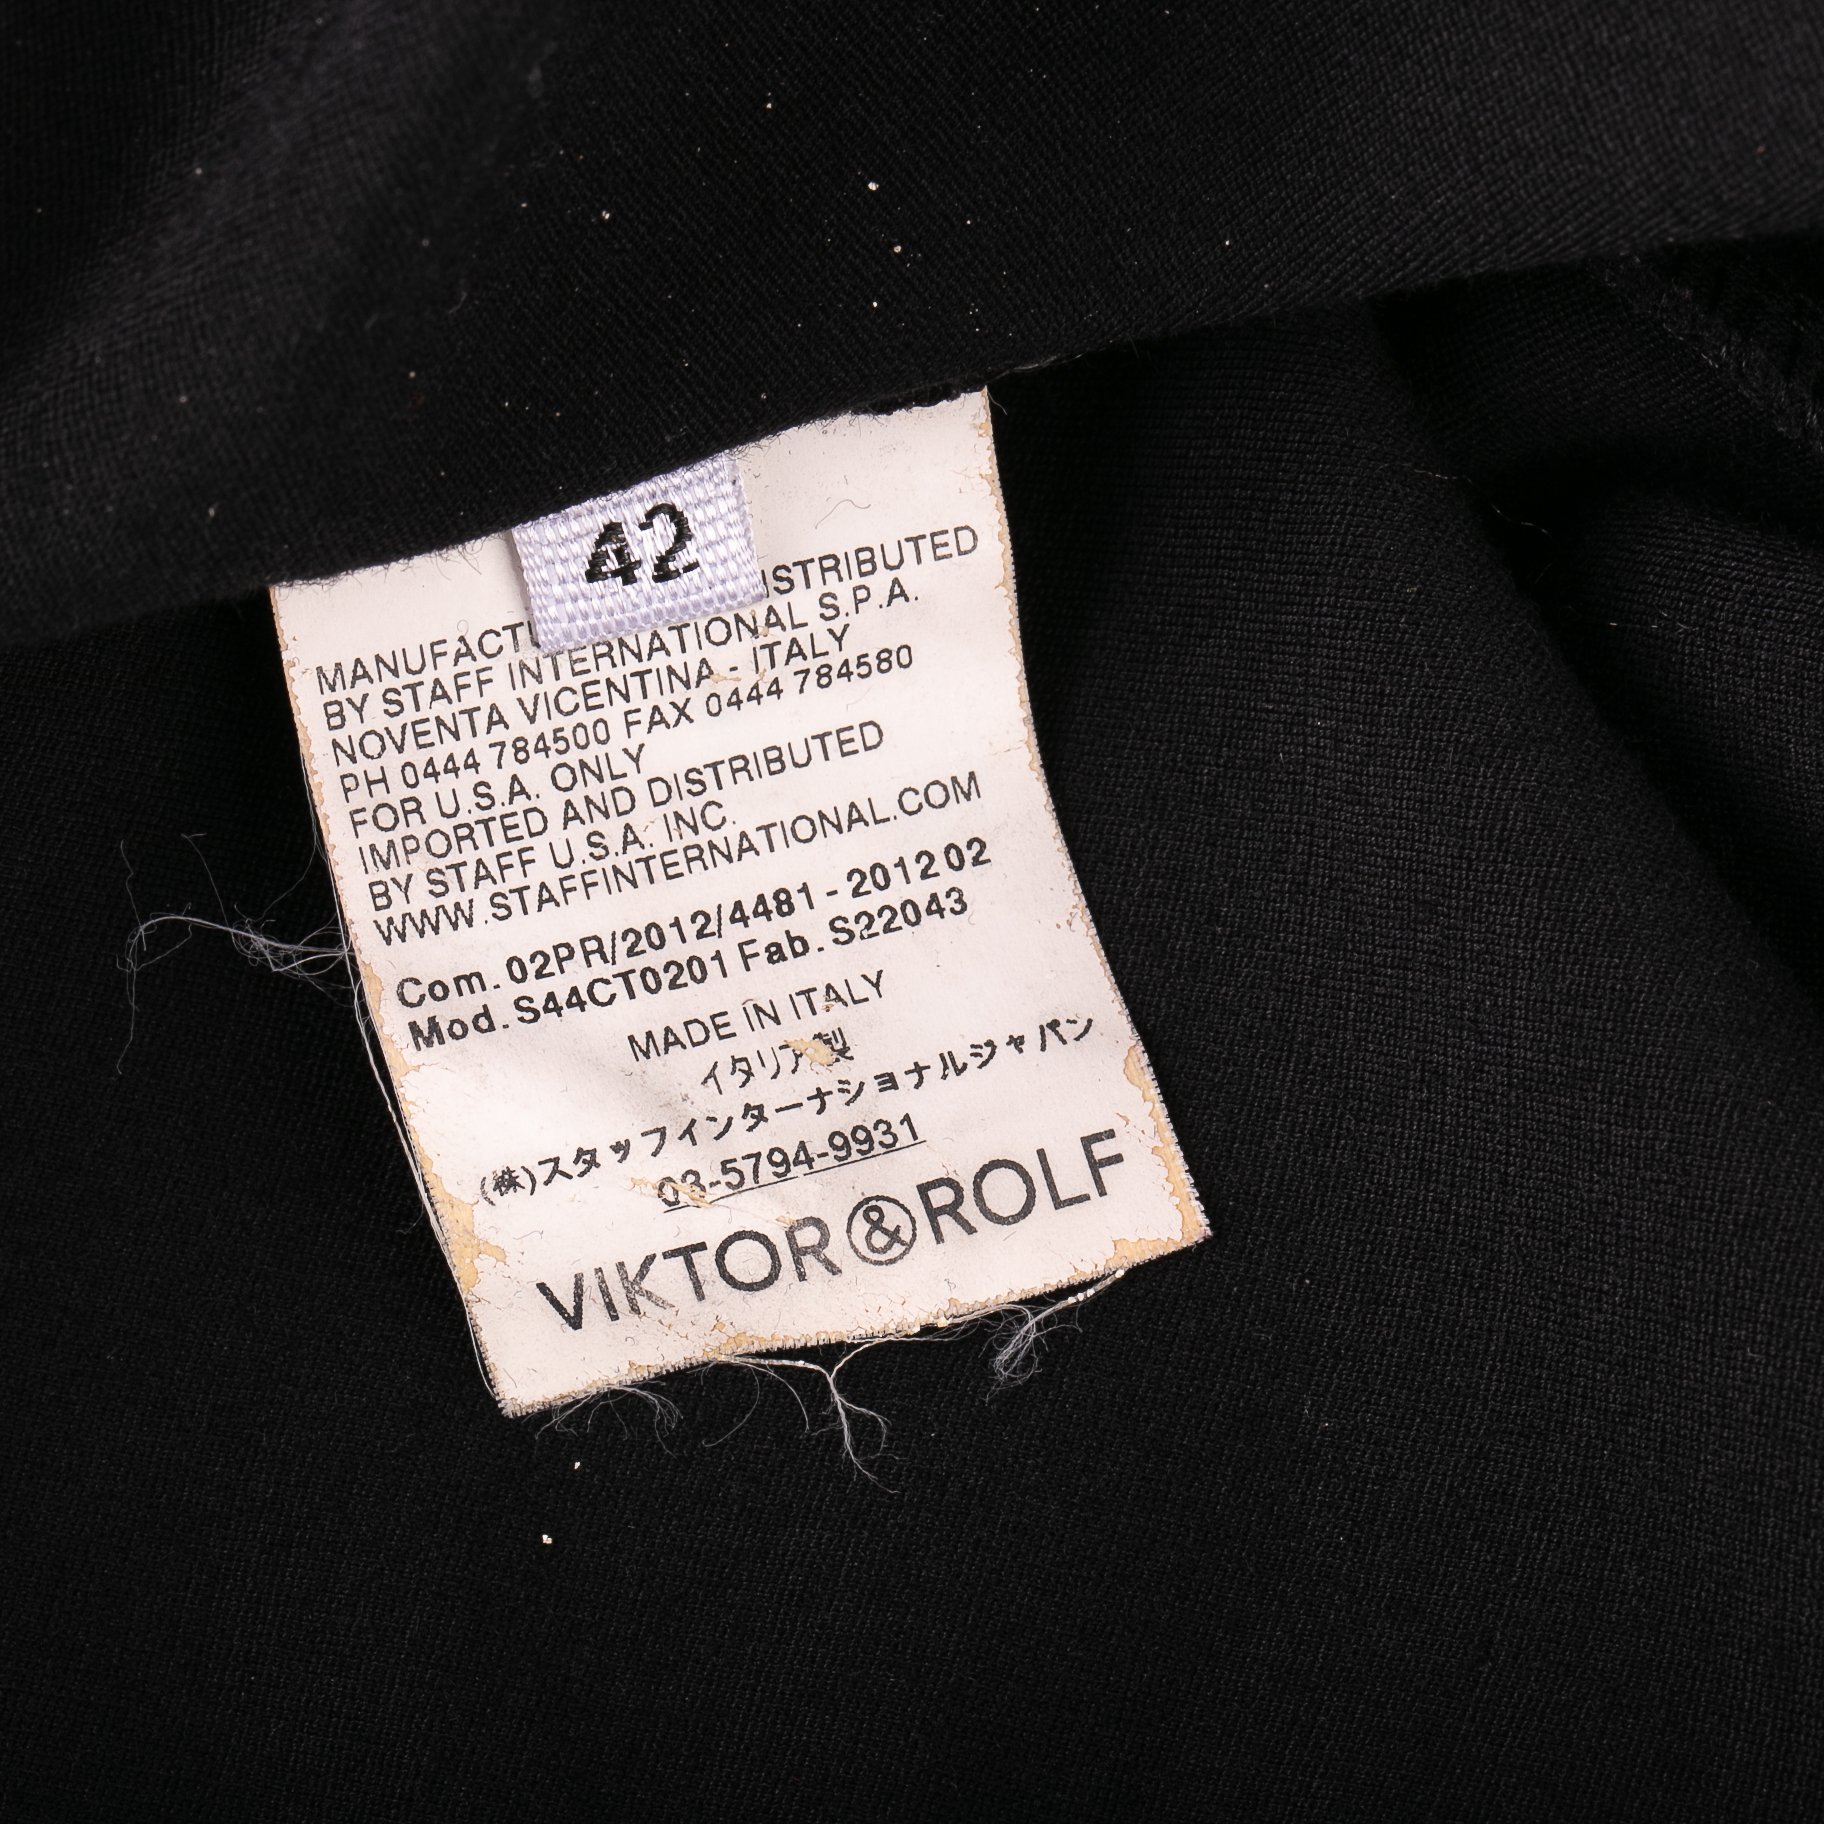 42
ISTRIBUTED
BY STAFF INTERNATIONAL S.P.A.
NOVENTA VICENTINA - ITALY
PH 0444 784500 FAX 0444 784580
FOR U.S.A. ONLY
IMPORTED AND DISTRIBUTED
BY STAFF U.S.A. INC.
WWW.STAFFINTERNATIONAL.COM
Com. 02PR/2012/4481 - 2012 02
Mod. S44CT0201 Fab. S22043
MADE IN ITALY
イタリア製
(株)スタッフインターナショナルジャパン
03-5794-9931
VIKTOR & ROLF